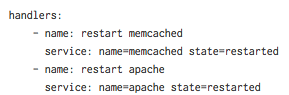 handlers:
    - name: restart memcached
      service: name=memcached state=restarted
    - name: restart apache
      service: name=apache state=restarted